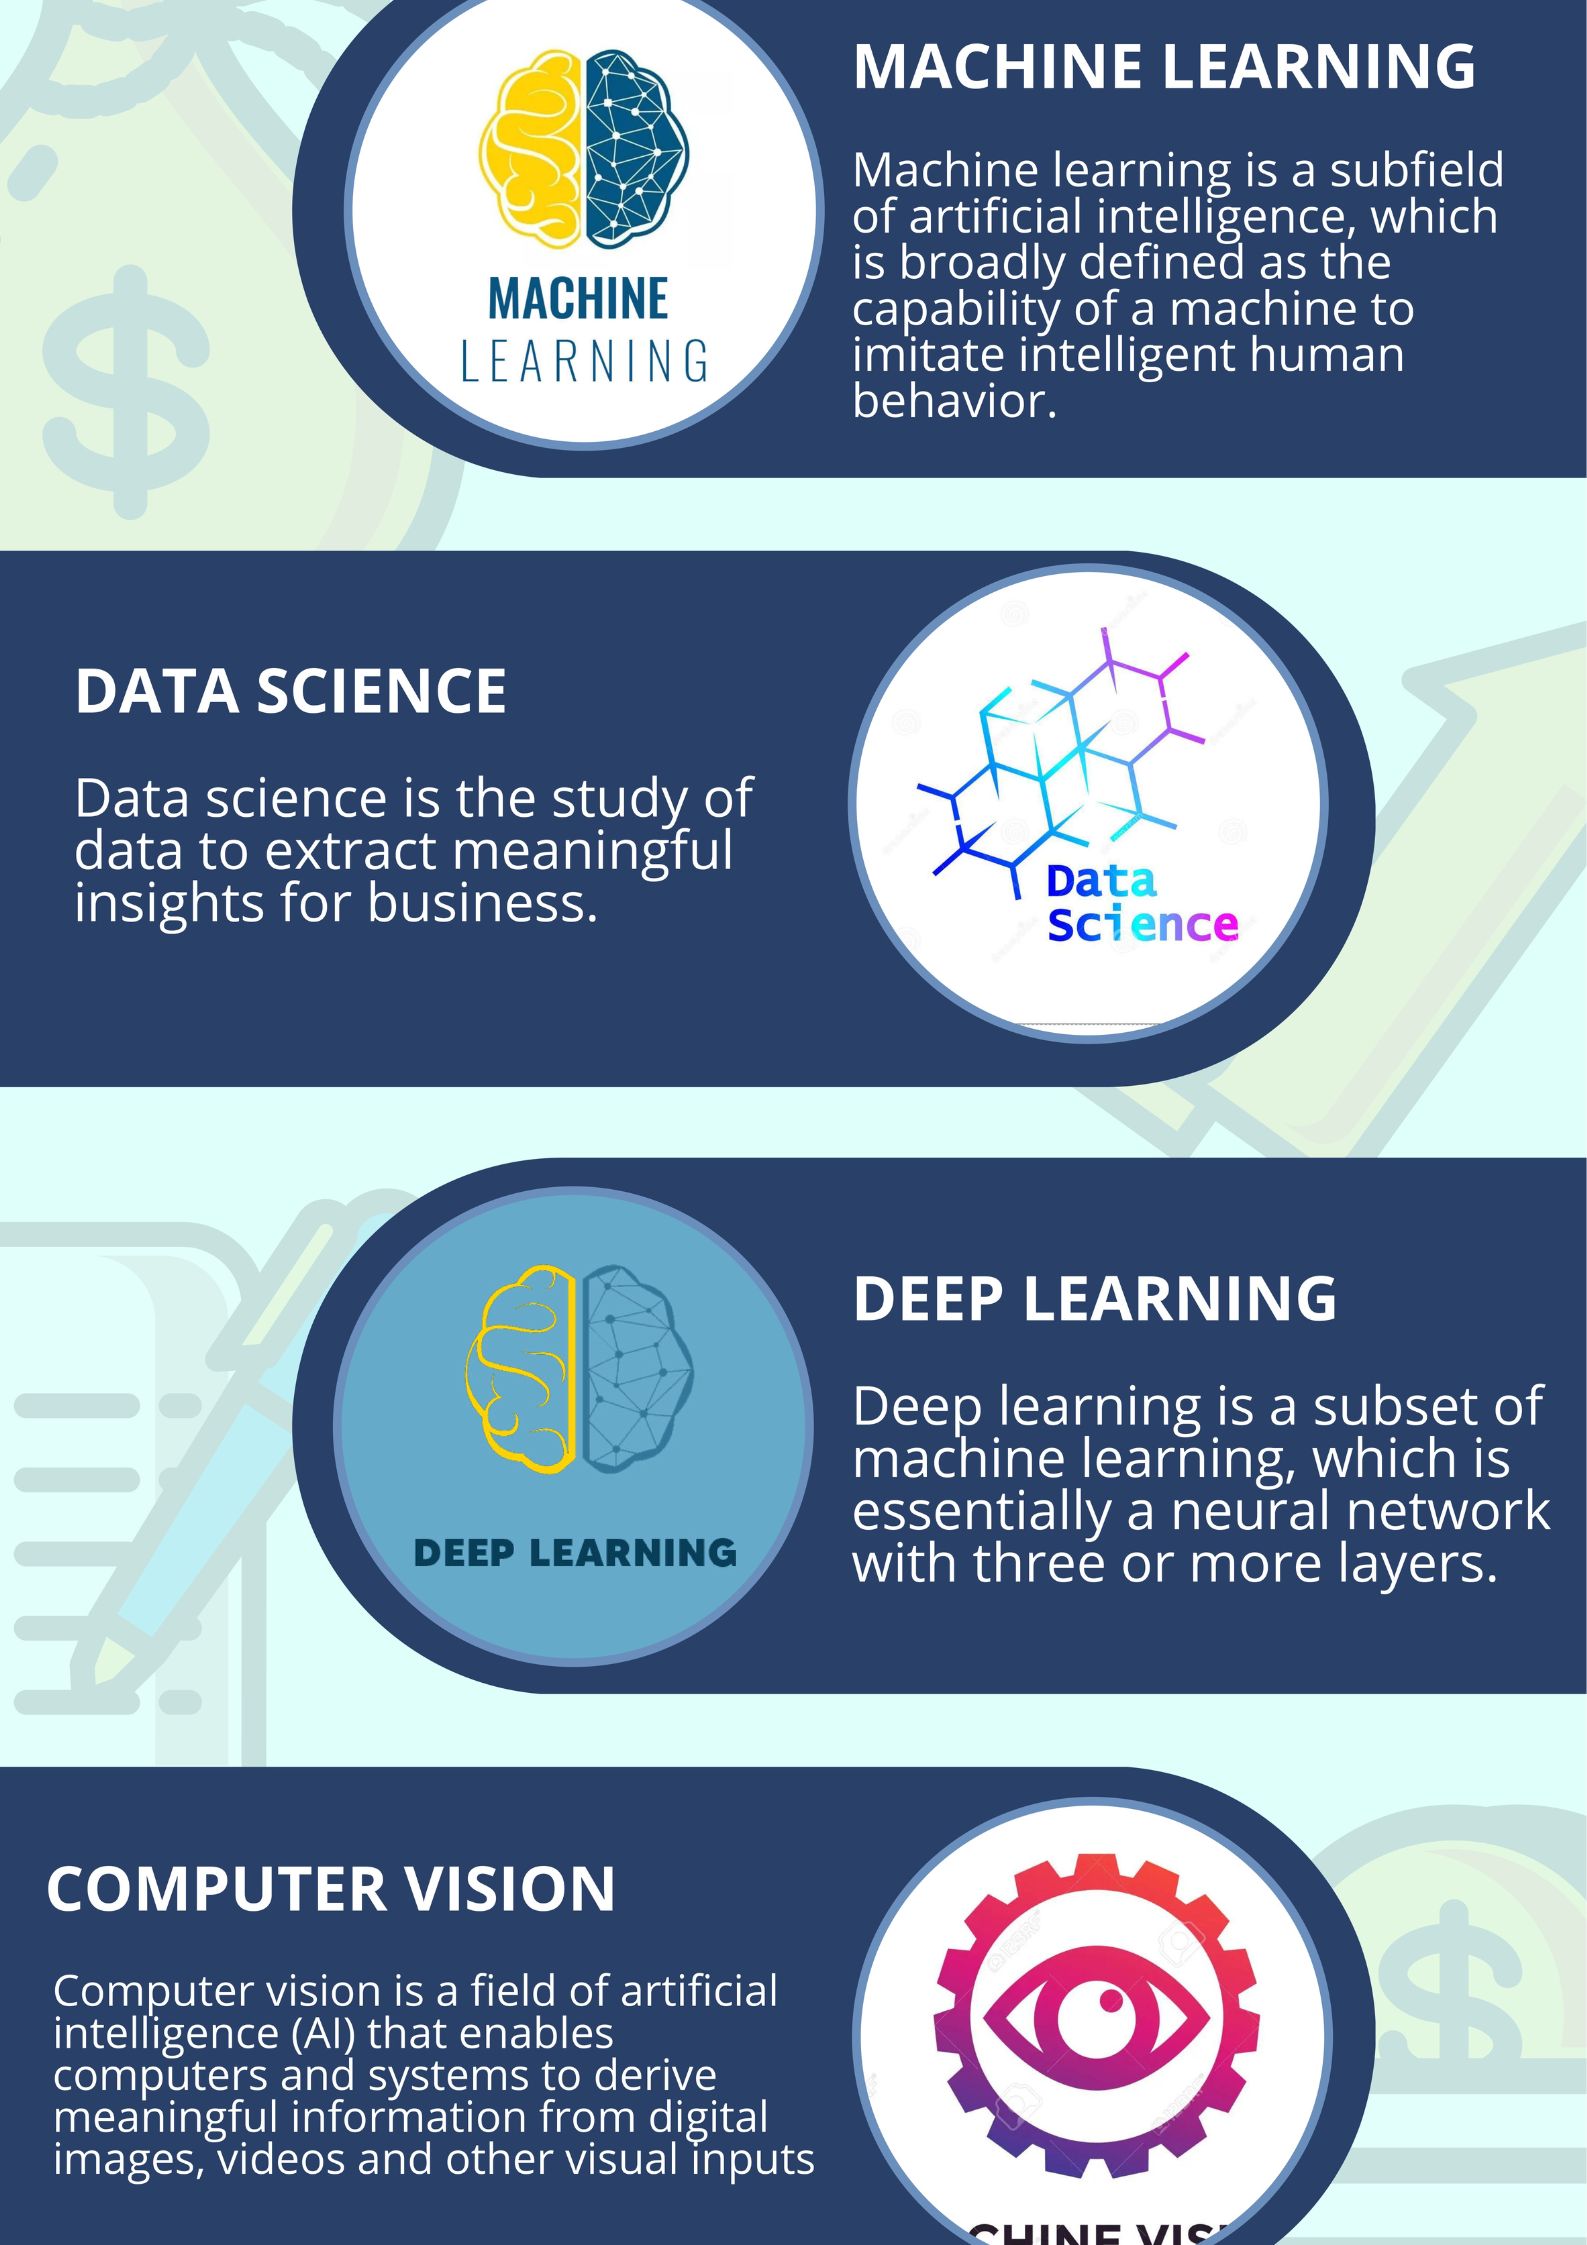 MACHINE LEARNING
Machine learning is a subfield
of artificial intelligence, which
is broadly defined as the
capability of a machine to
imitate intelligent human
behavior.
MACHINE
LEARNING
DATA SCIENCE
Data science is the study of
data to extract meaningful
insights for business.
Data
Science
DEEP LEARNING
DEEP LEARNING
Deep learning is a subset of
machine learning, which is
essentially a neural network
with three or more layers.
COMPUTER VISION
Computer vision is a field of artificial
intelligence (AI) that enables
computers and systems to derive
meaningful information from digital
images, videos and other visual inputs